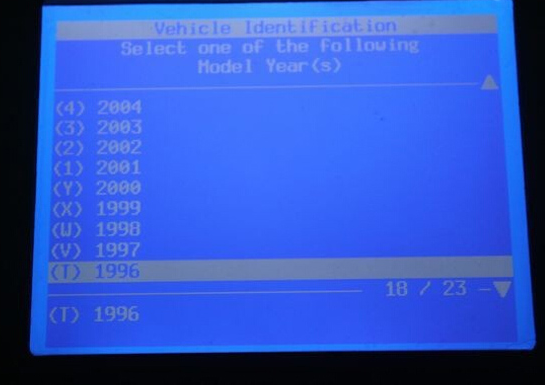 Vehicle Identification
Select one of the following
Model Year(s)
(4) 2004
(3) 2003
(2) 2002
(1) 2001
(Y) 2000
(X) 1999
(W) 1998
(V) 1997
(T) 1996
18 / 23
(T) 1996